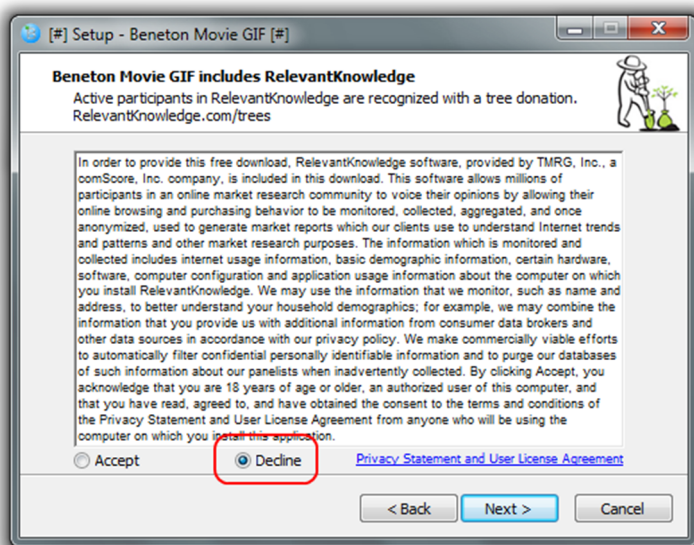 [#] Setup - Beneton Movie GIF [#]
Beneton Movie GIF includes RelevantKnowledge
Active participants in RelevantKnowledge are recognized with a tree donation.
RelevantKnowledge.com/trees
In order to provide this free download, RelevantKnowledge software, provided by TMRG, Inc., a
comScore, Inc. company, is included in this download. This software allows millions of
participants in an online market research community to voice their opinions by allowing their
online browsing and purchasing behavior to be monitored, collected, aggregated, and once
anonymized, used to generate market reports which our clients use to understand Internet trends
and patterns and other market research purposes. The information which is monitored and
collected includes internet usage information, basic demographic information, certain hardware,
software, computer configuration and application usage information about the computer on which
you install RelevantKnowledge. We may use the information that we monitor, such as name and
address, to better understand your household demographics; for example, we may combine the
information that you provide us with additional information from consumer data brokers and
other data sources in accordance with our privacy policy. We make commercially viable efforts
to automatically filter confidential personally identifiable information and to purge our databases
of such information about our panelists when inadvertently collected. By clicking Accept, you
acknowledge that you are 18 years of age or older, an authorized user of this computer, and
that you have read, agreed to, and have obtained the consent to the terms and conditions of
the Privacy Statement and User License Agreement from anyone who will be using the
computer on which you install this application.
Accept Decline Privacy Statement and User License Agreement
< Back Next > Cancel